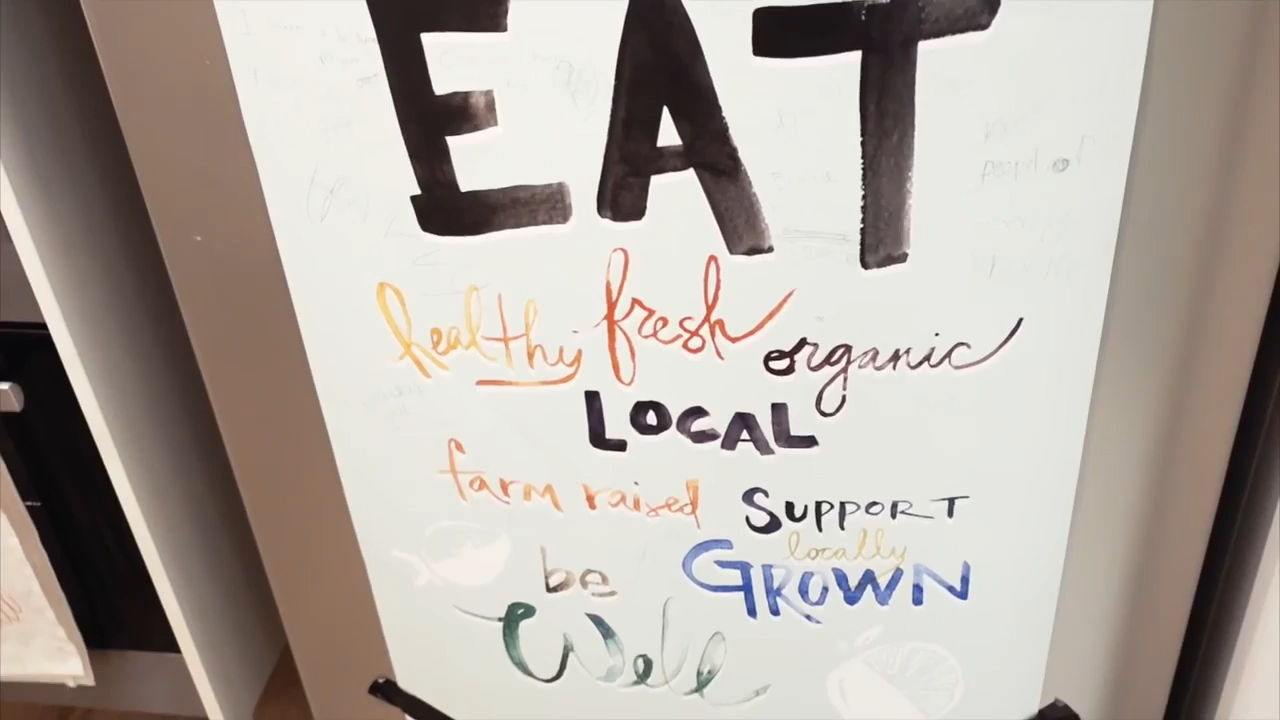 EAT
healthy fresh organic
LOCAL
farm raised SUPPORT
locally
be GROWN
Well